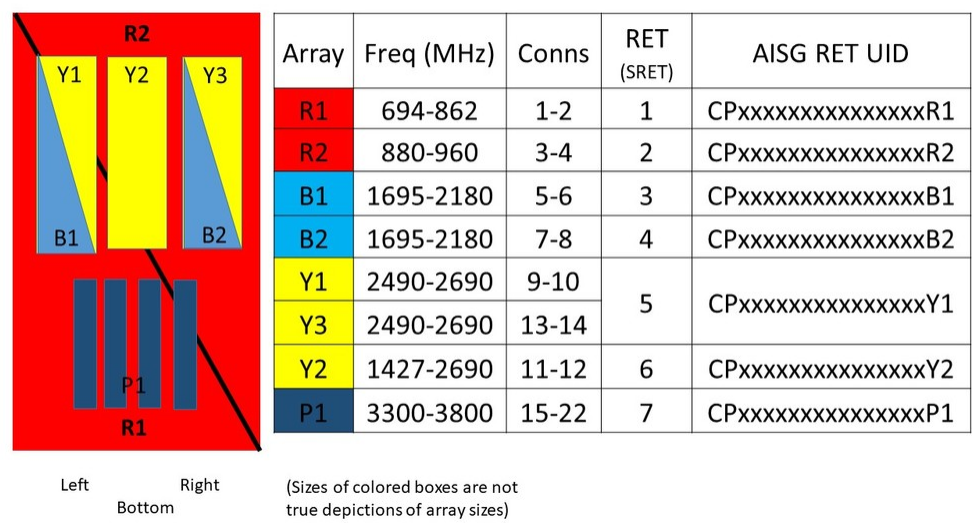 R2
Y1 Y2 Y3
B1 B2
P1
R1
Left Right
Bottom
Array Freq (MHz) Conns RET (SRET) AISG RET UID
R1 694-862 1-2 1 CPxxxxxxxxxxxxxxxR1
R2 880-960 3-4 2 CPxxxxxxxxxxxxxxxR2
B1 1695-2180 5-6 3 CPxxxxxxxxxxxxxxxB1
B2 1695-2180 7-8 4 CPxxxxxxxxxxxxxxxB2
Y1 2490-2690 9-10 5 CPxxxxxxxxxxxxxxxY1
Y3 2490-2690 13-14
Y2 1427-2690 11-12 6 CPxxxxxxxxxxxxxxxY2
P1 3300-3800 15-22 7 CPxxxxxxxxxxxxxxxP1
(Sizes of colored boxes are not
true depictions of array sizes)